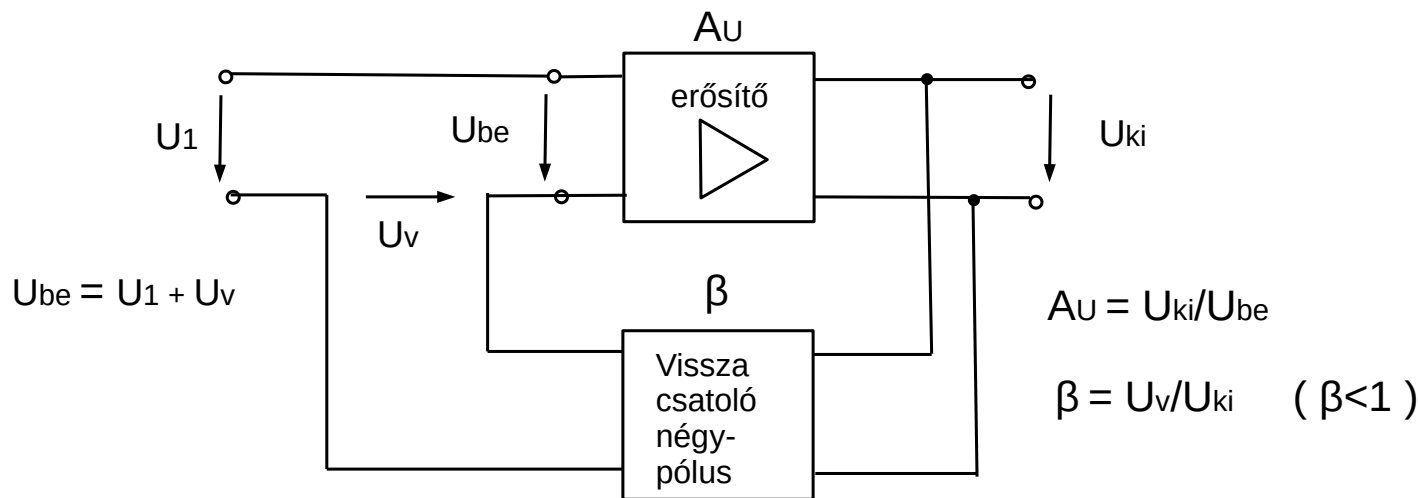 AU
erősítő
U1
Ube
Uki
Uv
Ube = U1 + Uv
β
AU = Uki/Ube
Vissza
csatoló
négy-
pólus
β = Uv/Uki ( β<1 )